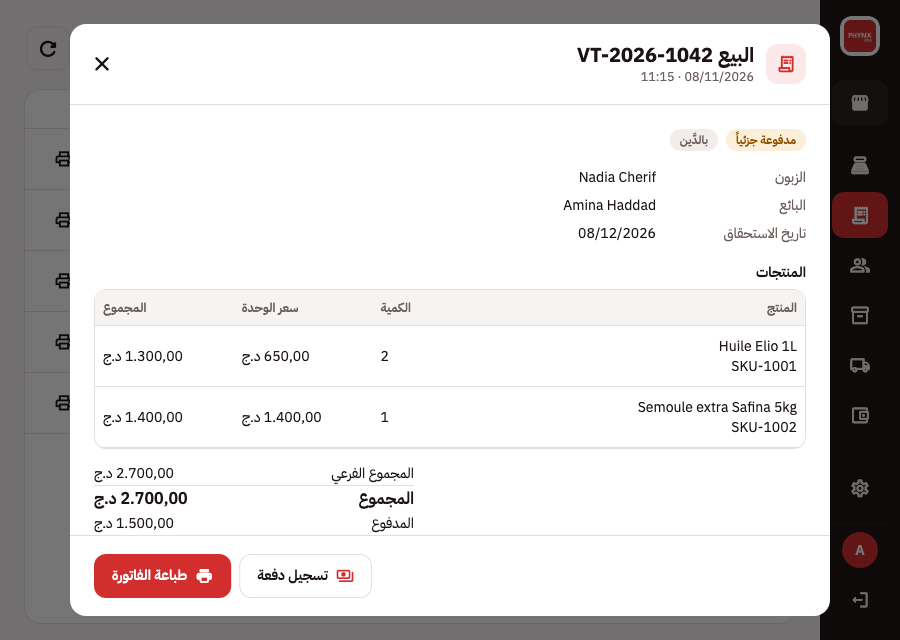 البيع VT-2026-1042
08/11/2026 · 11:15
مدفوعة جزئياً
بالدَّين
الزبون Nadia Cherif
البائع Amina Haddad
تاريخ الاستحقاق 08/12/2026
المنتجات
المنتج الكمية سعر الوحدة المجموع
Huile Elio 1L
SKU-1001
2 650,00 د.ج 1.300,00 د.ج
Semoule extra Safina 5kg
SKU-1002
1 1.400,00 د.ج 1.400,00 د.ج
المجموع الفرعي 2.700,00 د.ج
المجموع 2.700,00 د.ج
المدفوع 1.500,00 د.ج
تسجيل دفعة
طباعة الفاتورة
PHYNX
A